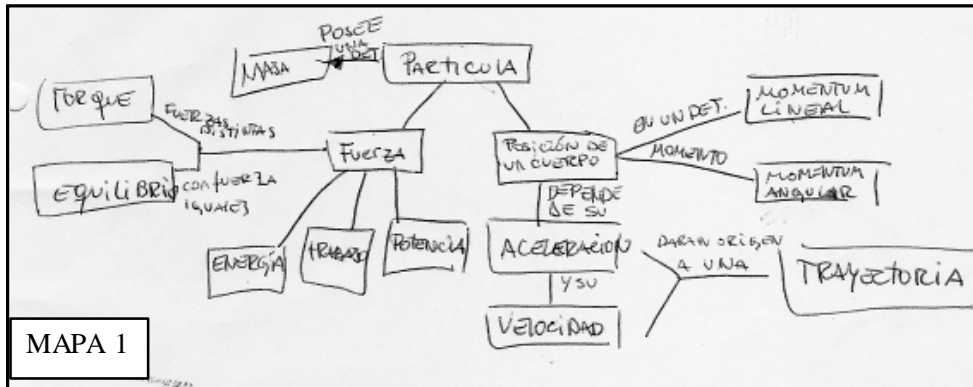 POSEE
UNA
DET
MASA
PARTICULA
TORQUE
FUERZAS
DISTINTAS
EQUILIBRIO
CON FUERZA
IGUALES
FUERZA
ENERGÍA
TRABAJO
POTENCIA
POSICIÓN DE
UN CUERPO
EN UN DET.
MOMENTO
MOMENTUM
LINEAL
MOMENTUM
ANGULAR
DEPENDE
DE SU
ACELERACION
Y SU
VELOCIDAD
DARAN ORIGEN
A UNA
TRAYECTORIA
MAPA 1